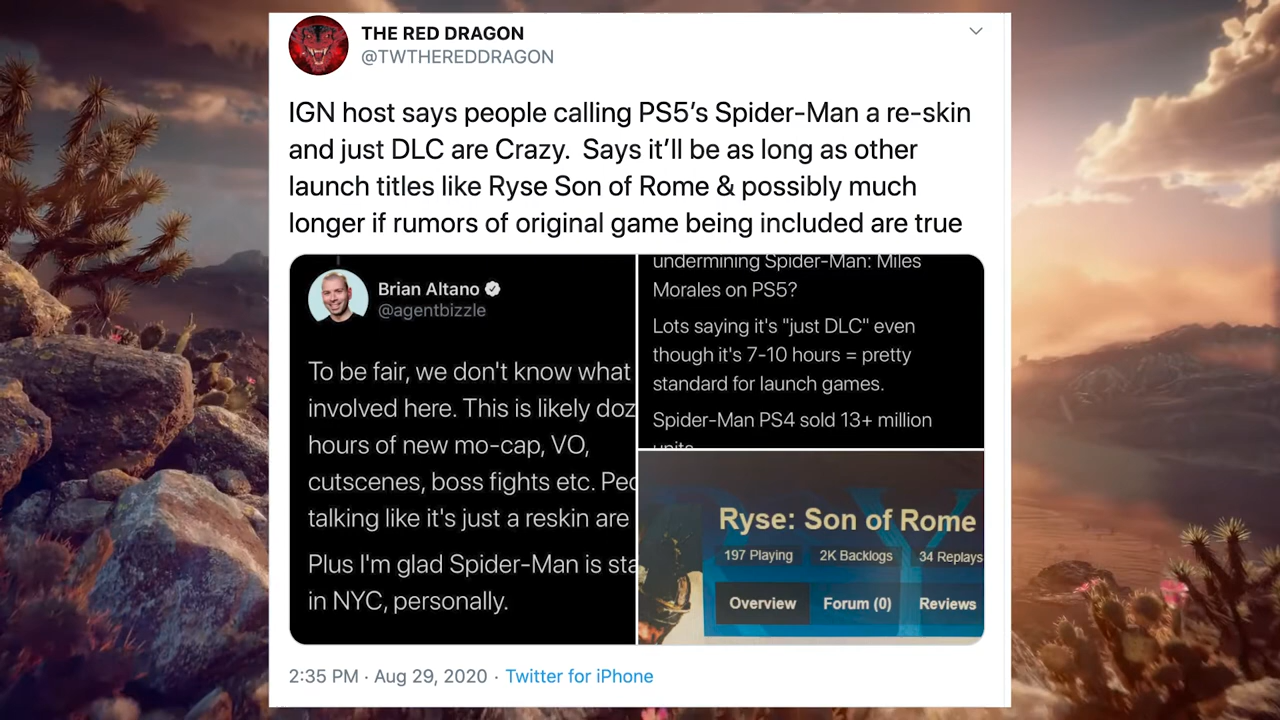 THE RED DRAGON
@TWTHEREDDRAGON
IGN host says people calling PS5’s Spider-Man a re-skin
and just DLC are Crazy. Says it’ll be as long as other
launch titles like Ryse Son of Rome & possibly much
longer if rumors of original game being included are true
Brian Altano
@agentbizzle
To be fair, we don't know what
involved here. This is likely doz
hours of new mo-cap, VO,
cutscenes, boss fights etc. Peo
talking like it's just a reskin are
Plus I'm glad Spider-Man is sta
in NYC, personally.
undermining Spider-Man: Miles
Morales on PS5?
Lots saying it's "just DLC" even
though it's 7-10 hours = pretty
standard for launch games.
Spider-Man PS4 sold 13+ million
units
Ryse: Son of Rome
197 Playing 2K Backlogs 34 Replays
Overview Forum (0) Reviews
2:35 PM · Aug 29, 2020 · Twitter for iPhone